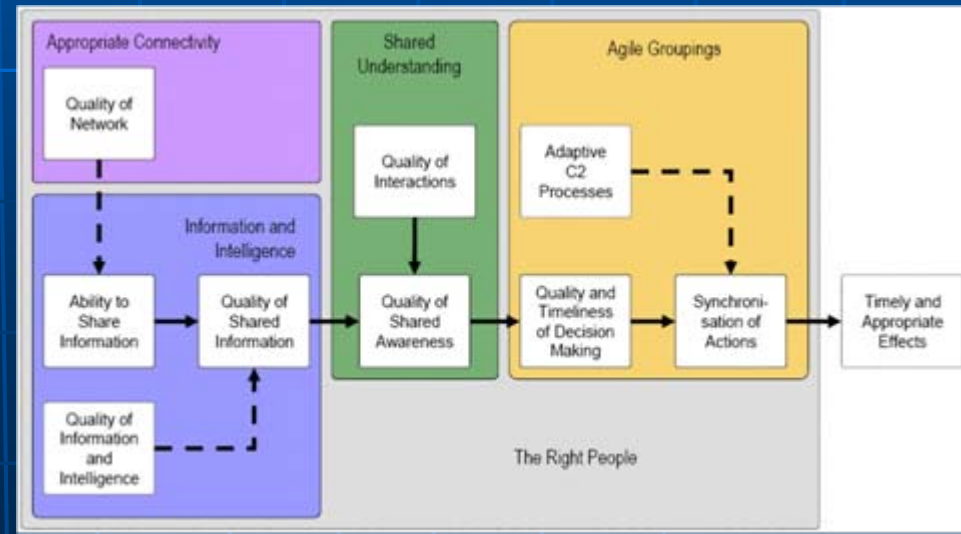 Appropriate Connectivity
Quality of
Network
Information and
Intelligence
Ability to
Share
Information
Quality of
Shared
Information
Quality of
Information
and
Intelligence
Shared
Understanding
Quality of
Interactions
Quality of
Shared
Awareness
Agile Groupings
Adaptive
C2
Processes
Quality and
Timeliness
of Decision
Making
Synchroni-
sation of
Actions
Timely and
Appropriate
Effects
The Right People